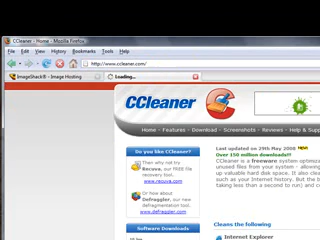 CCleaner - Home - Mozilla Firefox
File Edit View History Bookmarks Tools Help
http://www.ccleaner.com/
ImageShack® - Image Hosting
Loading...
CCleaner
Home - Features - Download - Screenshots - Reviews - Help & Supp
Do you like CCleaner?
Then why not try
Recuva, our FREE file
recovery tool.
www.recuva.com
Or how about
Defraggler, our new
defragmentation tool.
www.defraggler.com
Software Downloads
Last updated on 29th May 2008
Over 150 million downloads!!!
CCleaner is a freeware system optimiza
unused files from your system - allowing
up valuable hard disk space. It also clea
such as your Internet history. But the b
taking less than a second to run) and co
Cleans the following
Internet Explorer